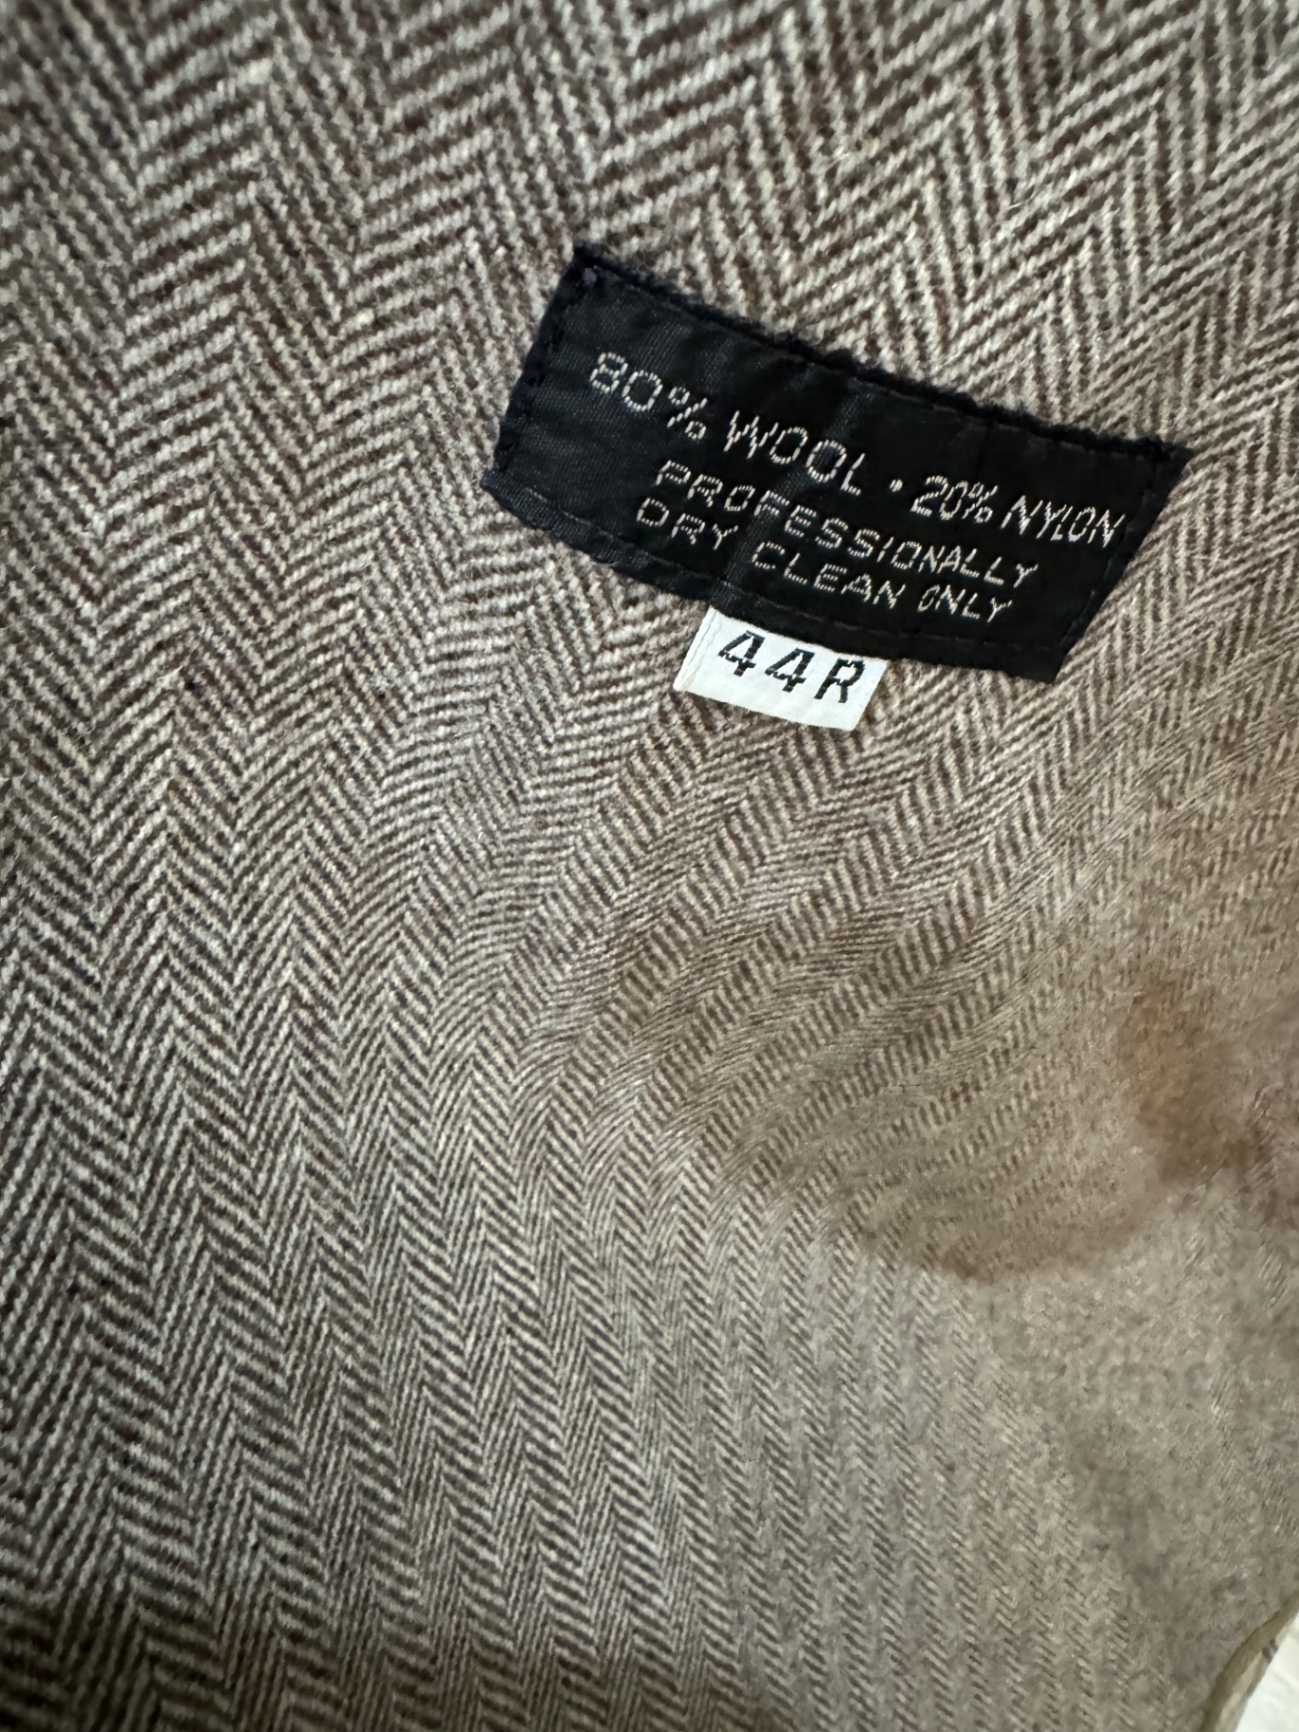 80% WOOL · 20% NYLON
PROFESSIONALLY
DRY CLEAN ONLY
44R